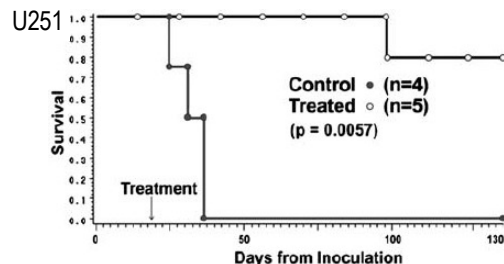 U251
1.0
0.9
0.8
0.7
0.6
0.5
0.4
0.3
0.2
0.1
0.0
Survival
Control ● (n=4)
Treated ○ (n=5)
(p = 0.0057)
Treatment
0 50 100 130
Days from Inoculation